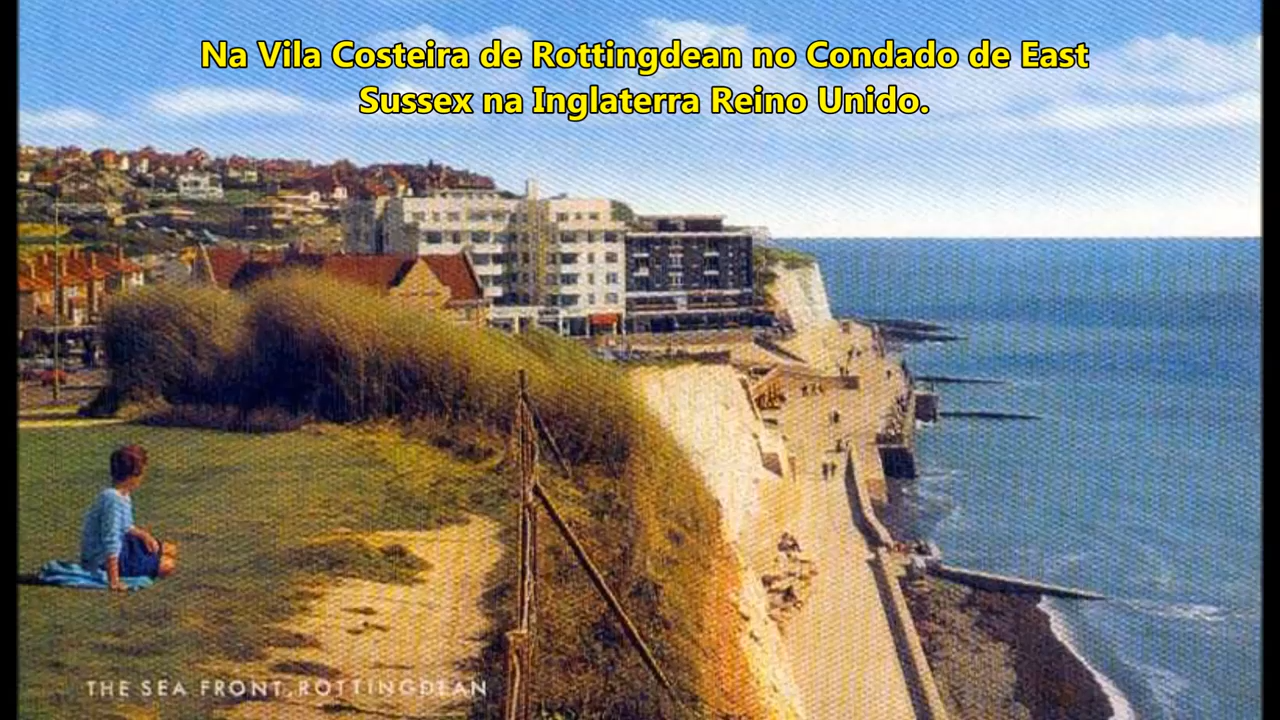 Na Vila Costeira de Rottingdean no Condado de East
Sussex na Inglaterra Reino Unido.
THE SEA FRONT, ROTTINGDEAN